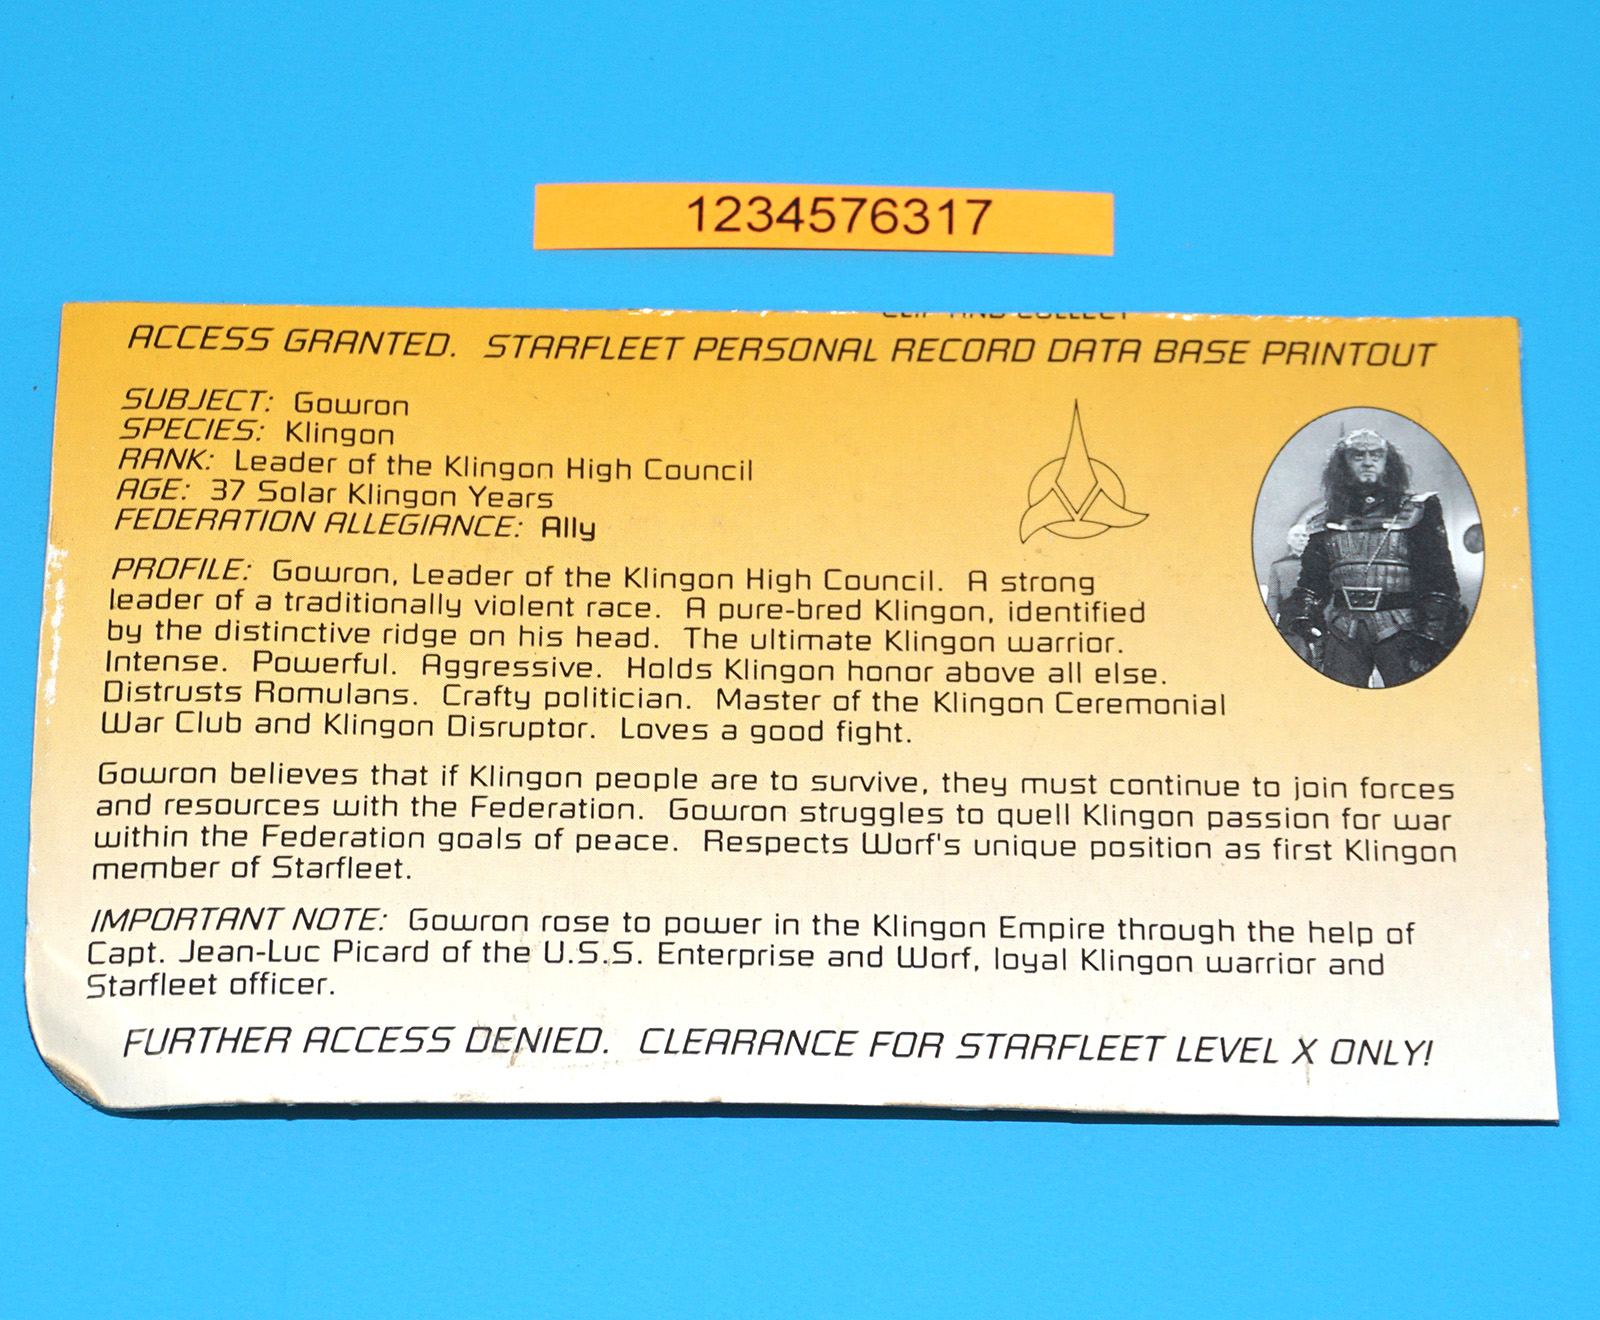 1234576317
CLIP AND COLLECT
ACCESS GRANTED. STARFLEET PERSONAL RECORD DATA BASE PRINTOUT
SUBJECT: Gowron
SPECIES: Klingon
RANK: Leader of the Klingon High Council
AGE: 37 Solar Klingon Years
FEDERATION ALLEGIANCE: Ally
PROFILE: Gowron, Leader of the Klingon High Council. A strong
leader of a traditionally violent race. A pure-bred Klingon, identified
by the distinctive ridge on his head. The ultimate Klingon warrior.
Intense. Powerful. Aggressive. Holds Klingon honor above all else.
Distrusts Romulans. Crafty politician. Master of the Klingon Ceremonial
War Club and Klingon Disruptor. Loves a good fight.
Gowron believes that if Klingon people are to survive, they must continue to join forces
and resources with the Federation. Gowron struggles to quell Klingon passion for war
within the Federation goals of peace. Respects Worf's unique position as first Klingon
member of Starfleet.
IMPORTANT NOTE: Gowron rose to power in the Klingon Empire through the help of
Capt. Jean-Luc Picard of the U.S.S. Enterprise and Worf, loyal Klingon warrior and
Starfleet officer.
FURTHER ACCESS DENIED. CLEARANCE FOR STARFLEET LEVEL X ONLY!